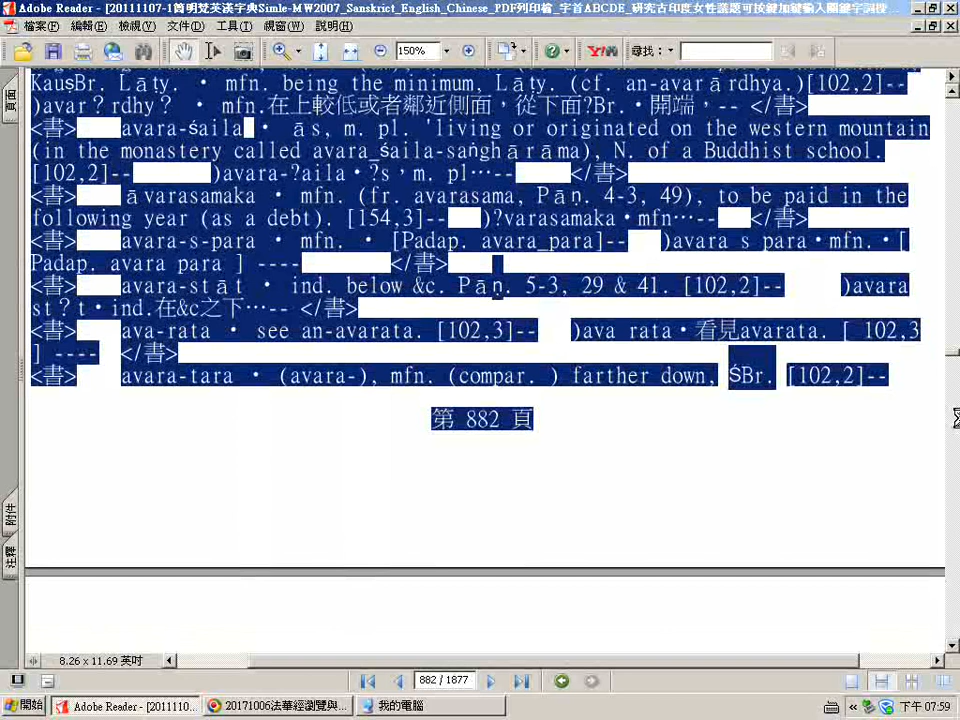 Adobe Reader - [20111107-1簡明梵英漢字典Simle-MW2007_Sanskrict_English_Chinese_PDF列印檔_字首ABCDE_研究古印度女性議題可按鍵加鍵輸入關鍵字詞搜
檔案(F) 編輯(E) 檢視(V) 文件(D) 工具(T) 視窗(W) 說明(H)
150% Y! 尋找:
頁面
KauṣBr. Lāṭy. • mfn. being the minimum, Lāṭy. (cf. an-avarārdhya.)[102,2]--
)avar？rdhy？ • mfn.在上較低或者鄰近側面，從下面?Br.•開端，-- </書>
<書> avara-śaila • ās, m. pl. 'living or originated on the western mountain
(in the monastery called avara_śaila-saṅghārāma), N. of a Buddhist school.
[102,2]-- )avara-?aila•?s，m. pl…-- </書>
<書> āvarasamaka • mfn. (fr. avarasama, Pāṇ. 4-3, 49), to be paid in the
following year (as a debt). [154,3]-- )?varasamaka•mfn…-- </書>
<書> avara-s-para • mfn. • [Padap. avara_para]-- )avara s para•mfn.•[
Padap. avara para ] ---- </書>
<書> avara-stāt • ind. below &c. Pāṇ. 5-3, 29 & 41. [102,2]-- )avara
st？t•ind.在&c之下…-- </書>
<書> ava-rata • see an-avarata. [102,3]-- )ava rata•看見avarata. [ 102,3
] ---- </書>
<書> avara-tara • (avara-), mfn. (compar. ) farther down, ŚBr. [102,2]--
第 882 頁
附件
註釋
8.26 x 11.69 英吋
882 / 1877
開始 Adobe Reader - [2011110... 20171006法華經瀏覽與... 我的電腦 « 下午 07:59